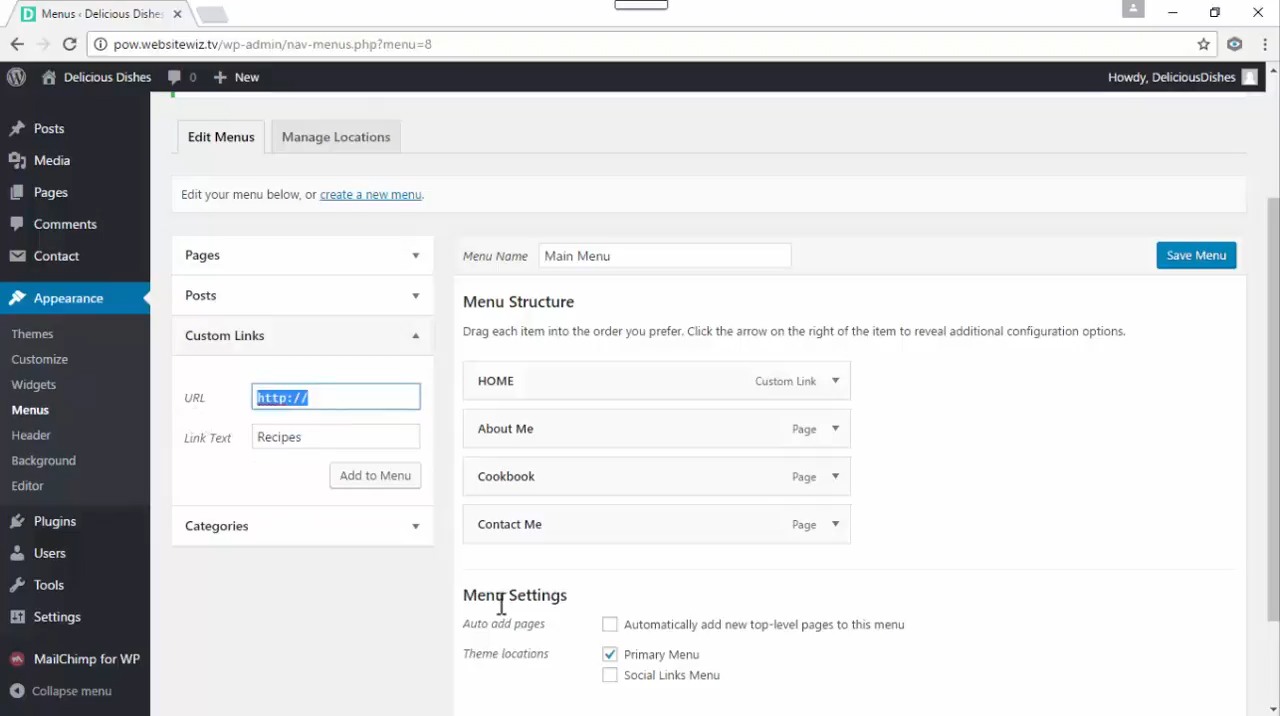 Menus ‹ Delicious Dishes
pow.websitewiz.tv/wp-admin/nav-menus.php?menu=8
Delicious Dishes 0 New Howdy, DeliciousDishes
Posts
Media
Pages
Comments
Contact
Appearance
Themes
Customize
Widgets
Menus
Header
Background
Editor
Plugins
Users
Tools
Settings
MailChimp for WP
Collapse menu
Edit Menus Manage Locations
Edit your menu below, or create a new menu.
Pages
Posts
Custom Links
URL http://
Link Text Recipes
Add to Menu
Categories
Menu Name Main Menu Save Menu
Menu Structure
Drag each item into the order you prefer. Click the arrow on the right of the item to reveal additional configuration options.
HOME Custom Link
About Me Page
Cookbook Page
Contact Me Page
Menu Settings
Auto add pages Automatically add new top-level pages to this menu
Theme locations Primary Menu
Social Links Menu